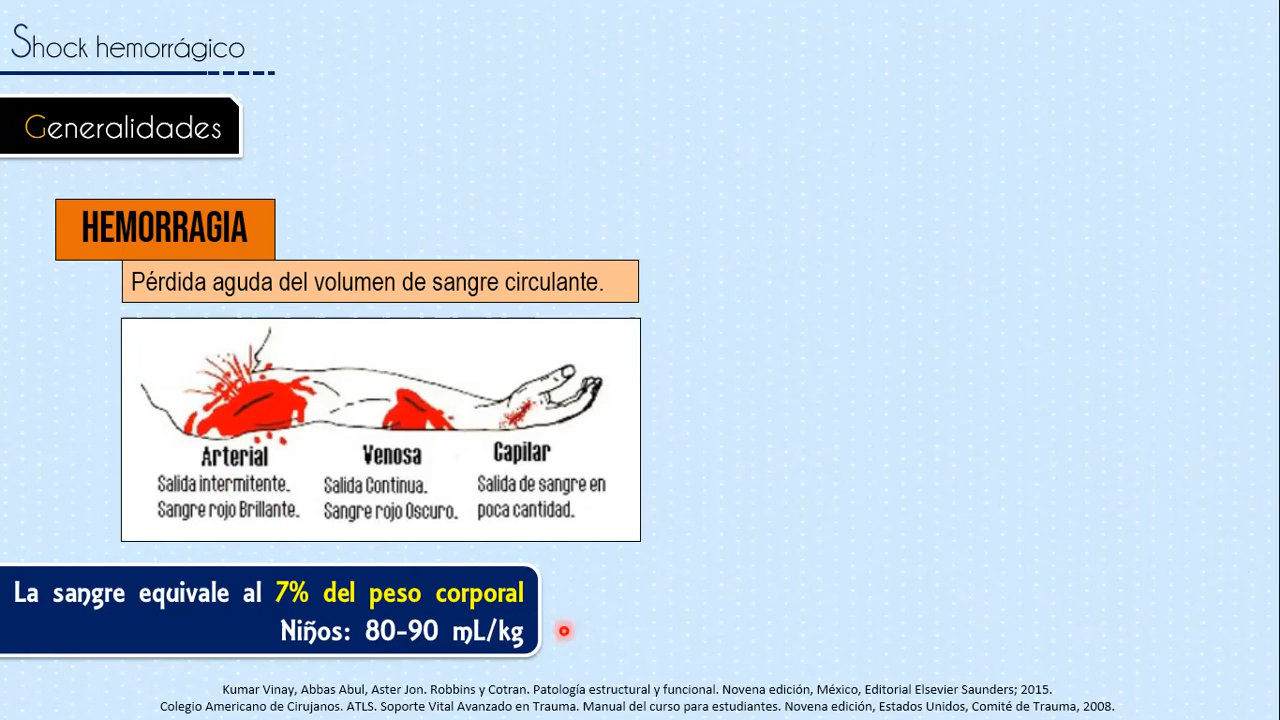 Shock hemorrágico
Generalidades
HEMORRAGIA
Pérdida aguda del volumen de sangre circulante.
Arterial
Salida intermitente.
Sangre rojo Brillante.
Venosa
Salida Continua.
Sangre rojo Oscuro.
Capilar
Salida de sangre en
poca cantidad.
La sangre equivale al 7% del peso corporal
Niños: 80-90 mL/kg
Kumar Vinay, Abbas Abul, Aster Jon. Robbins y Cotran. Patología estructural y funcional. Novena edición, México, Editorial Elsevier Saunders; 2015.
Colegio Americano de Cirujanos. ATLS. Soporte Vital Avanzado en Trauma. Manual del curso para estudiantes. Novena edición, Estados Unidos, Comité de Trauma, 2008.